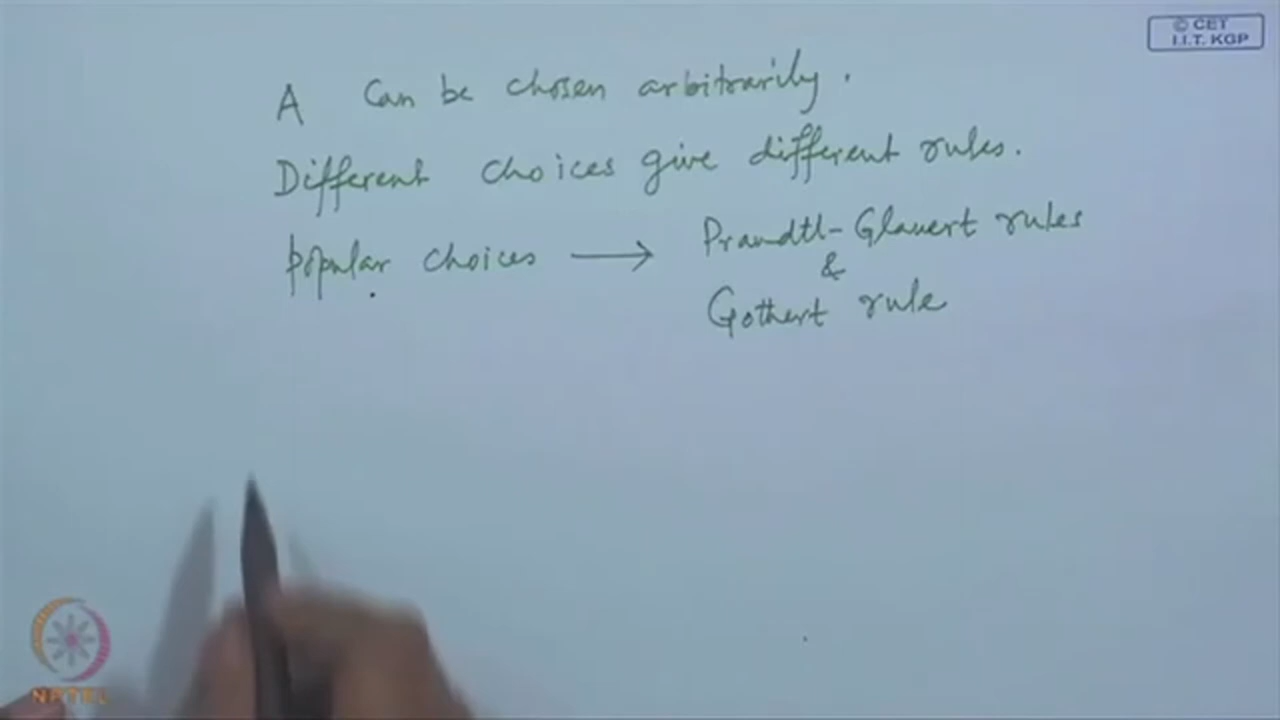 © CET
I.I.T. KGP
A can be chosen arbitrarily.
Different choices give different rules.
Popular choices → Prandtl-Glauert rules
&
Gothert rule
NPTEL